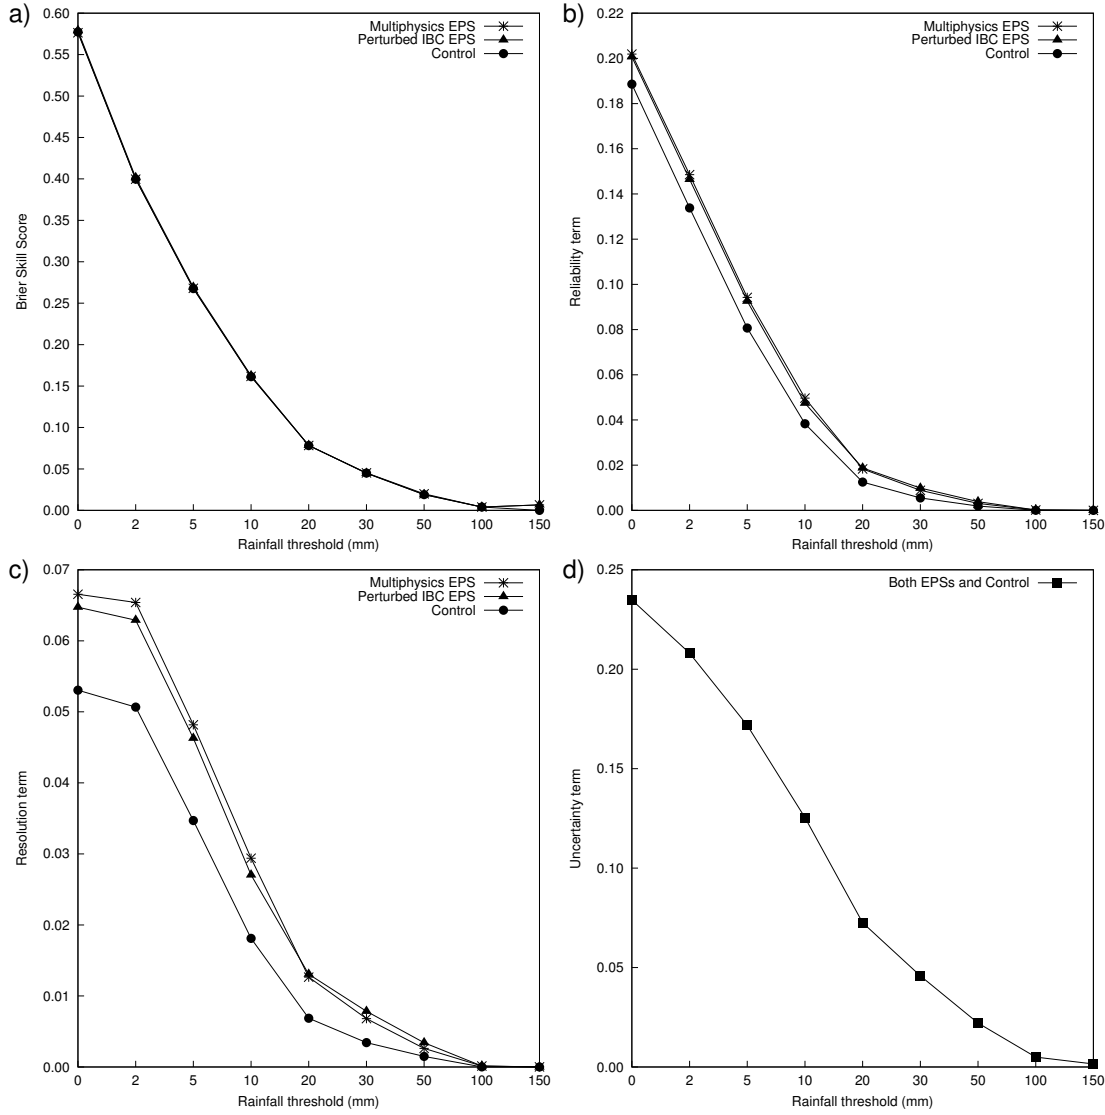 a)
Multiphysics EPS
Perturbed IBC EPS
Control
Brier Skill Score
0.60
0.50
0.60
0.50
0.45
0.40
0.35
0.30
0.25
0.20
0.15
0.10
0.05
0.00
0 2 5 10 20 30 50 100 150
Rainfall threshold (mm)
b)
Multiphysics EPS
Perturbed IBC EPS
Control
Reliability term
0.22
0.20
0.18
0.16
0.14
0.12
0.10
0.08
0.06
0.04
0.02
0.00
0 2 5 10 20 30 50 100 150
Rainfall threshold (mm)
c)
Multiphysics EPS
Perturbed IBC EPS
Control
Resolution term
0.07
0.06
0.05
0.04
0.03
0.02
0.01
0.00
0 2 5 10 20 30 50 100 150
Rainfall threshold (mm)
d)
Both EPSs and Control
Uncertainty term
0.25
0.20
0.15
0.10
0.05
0.00
0 2 5 10 20 30 50 100 150
Rainfall threshold (mm)